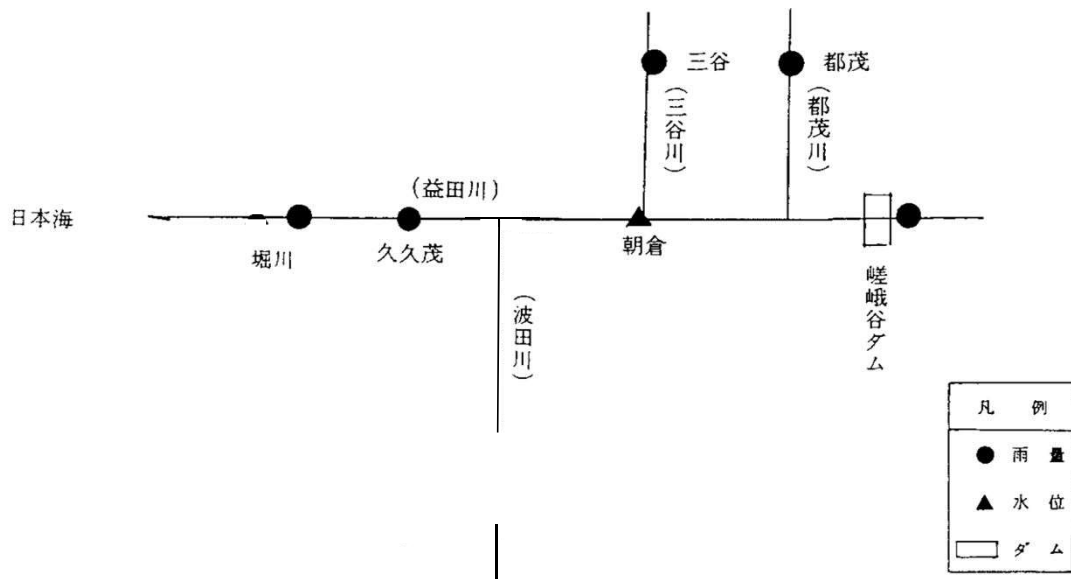 三谷
都茂
（三谷川）
（都茂川）
（益田川）
日本海
堀川
久久茂
朝倉
（波田川）
嵯峨谷ダム
凡 例
雨 量
水 位
ダ ム